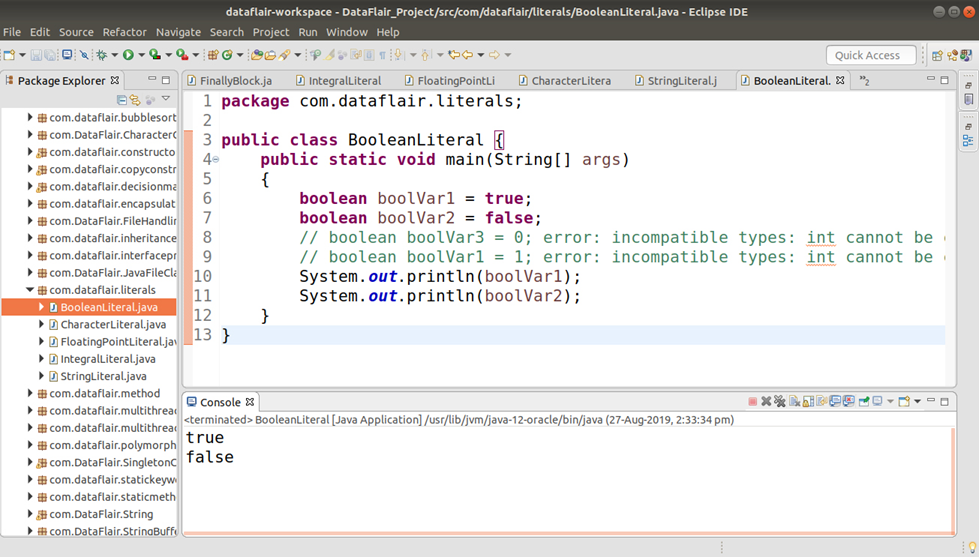 dataflair-workspace - DataFlair_Project/src/com/dataflair/literals/BooleanLiteral.java - Eclipse IDE
File Edit Source Refactor Navigate Search Project Run Window Help
Quick Access
Package Explorer
com.dataflair.bubblesort
com.DataFlair.CharacterC
com.dataflair.constructo
com.dataflair.copyconstr
com.dataflair.decisionma
com.dataflair.encapsulat
com.DataFlair.FileHandlin
com.dataflair.inheritance
com.dataflair.interfacepr
com.DataFlair.JavaFileCla
com.dataflair.literals
BooleanLiteral.java
CharacterLiteral.java
FloatingPointLiteral.jav
IntegralLiteral.java
StringLiteral.java
com.dataflair.method
com.dataflair.multithread
com.dataflair.multithread
com.dataflair.polymorph
com.DataFlair.SingletonC
com.dataflair.statickeyw
com.dataflair.staticmeth
com.DataFlair.String
com.DataFlair.StringBuffe
FinallyBlock.ja IntegralLiteral FloatingPointLi CharacterLitera StringLiteral.j BooleanLiteral. »2
1 package com.dataflair.literals;
2
3 public class BooleanLiteral {
4 public static void main(String[] args)
5 {
6 boolean boolVar1 = true;
7 boolean boolVar2 = false;
8 // boolean boolVar3 = 0; error: incompatible types: int cannot be
9 // boolean boolVar1 = 1; error: incompatible types: int cannot be
10 System.out.println(boolVar1);
11 System.out.println(boolVar2);
12 }
13 }
Console
<terminated> BooleanLiteral [Java Application] /usr/lib/jvm/java-12-oracle/bin/java (27-Aug-2019, 2:33:34 pm)
true
false